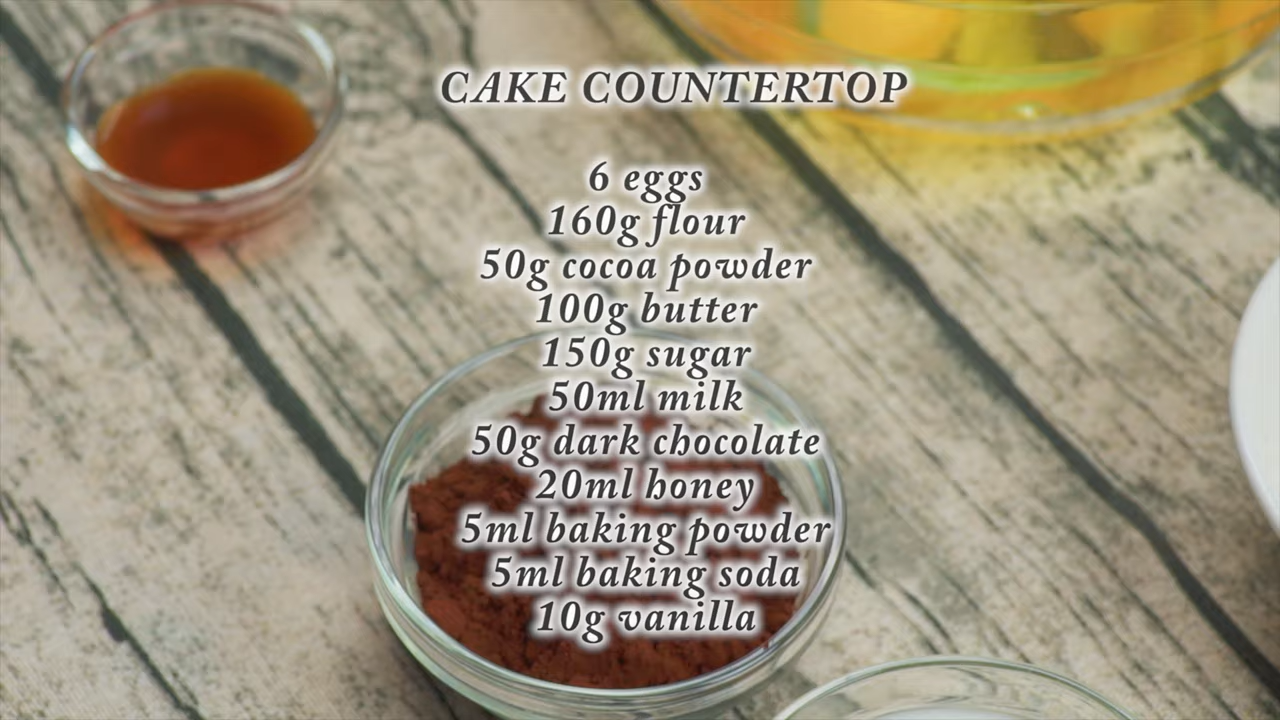 CAKE COUNTERTOP
6 eggs
160g flour
50g cocoa powder
100g butter
150g sugar
50ml milk
50g dark chocolate
20ml honey
5ml baking powder
5ml baking soda
10g vanilla